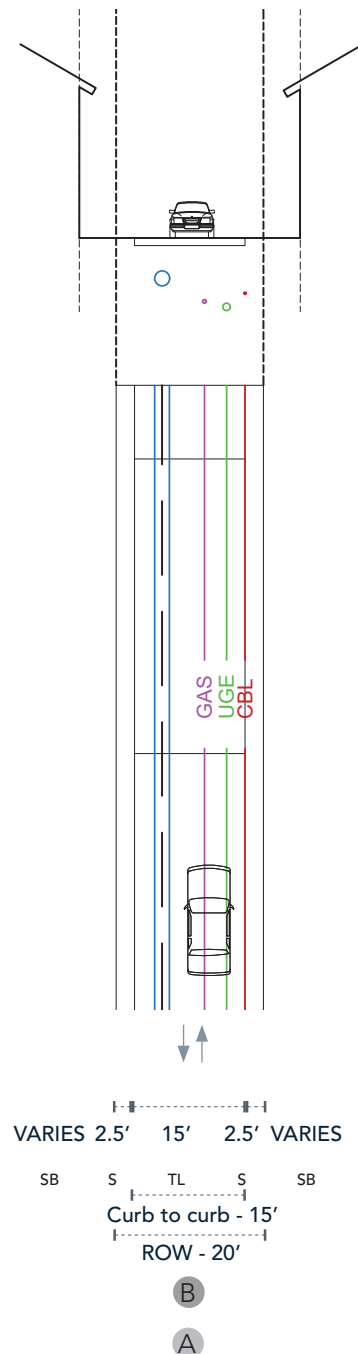 GAS
UGE
CBL
VARIES 2.5’ 15’ 2.5’ VARIES
SB S TL S SB
Curb to curb - 15’
ROW - 20’
B
A